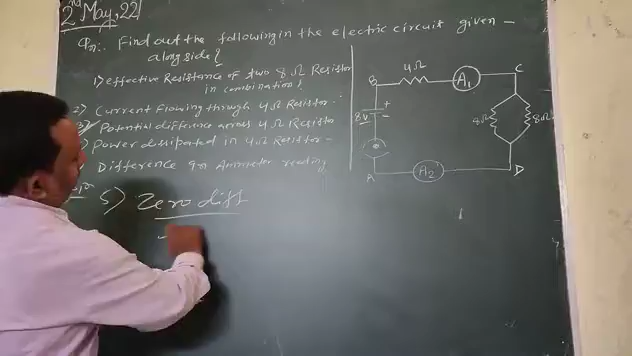 2nd May, 22
Qn:. Find out the following in the electric circuit given –
alongside {
1) effective Resistance of two 8 Ω Resistor
in combination {
2) Current flowing through 4 Ω Resistor.
3) Potential difference across 4 Ω Resistor
) Power dissipated in 4 Ω Resistor –
Difference in Ammeter reading
5) Zero diff
B
4Ω
A1
C
8v
+
–
8Ω
8Ω
A
A2
D